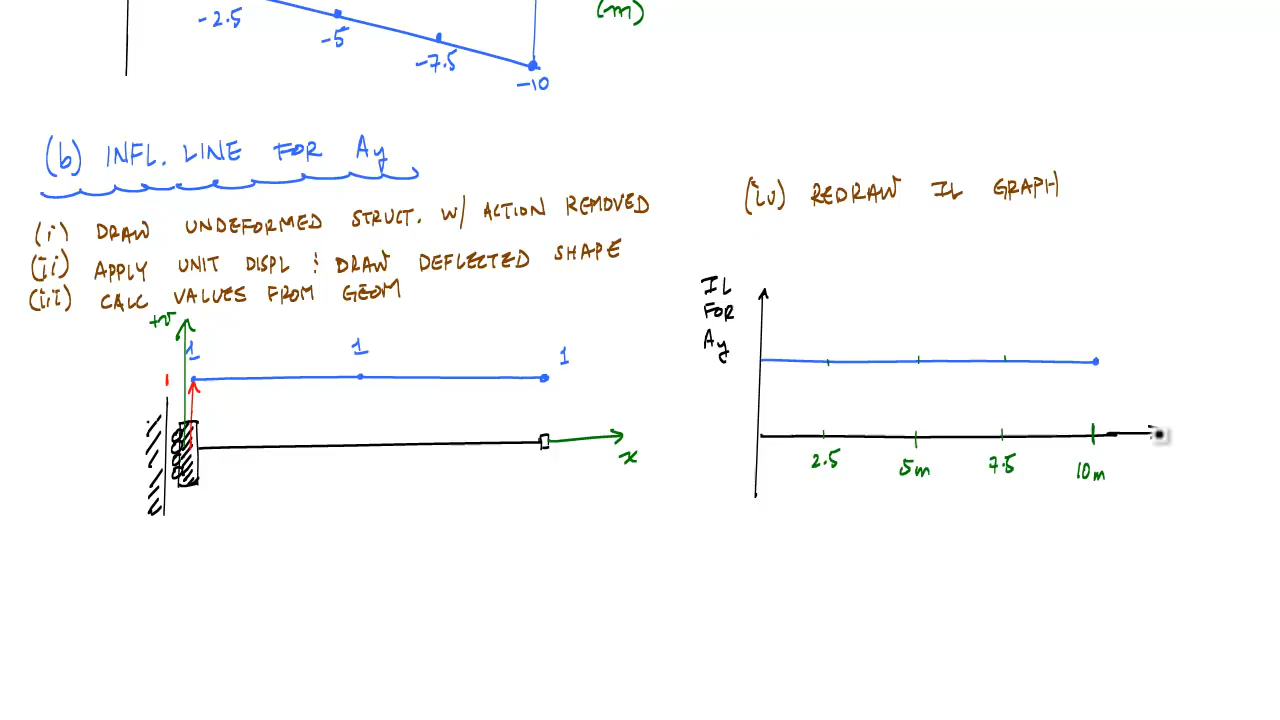 (m)
-2.5
-5
-7.5
-10
(b) INFL. LINE FOR Ay
(i) DRAW UNDEFORMED STRUCT. W/ ACTION REMOVED
(ii) APPLY UNIT DISPL & DRAW DEFLECTED SHAPE
(iii) CALC VALUES FROM GEOM
+v
1 1 1
1
x
(iv) REDRAW IL GRAPH
IL
FOR
Ay
2.5 5m 7.5 10m